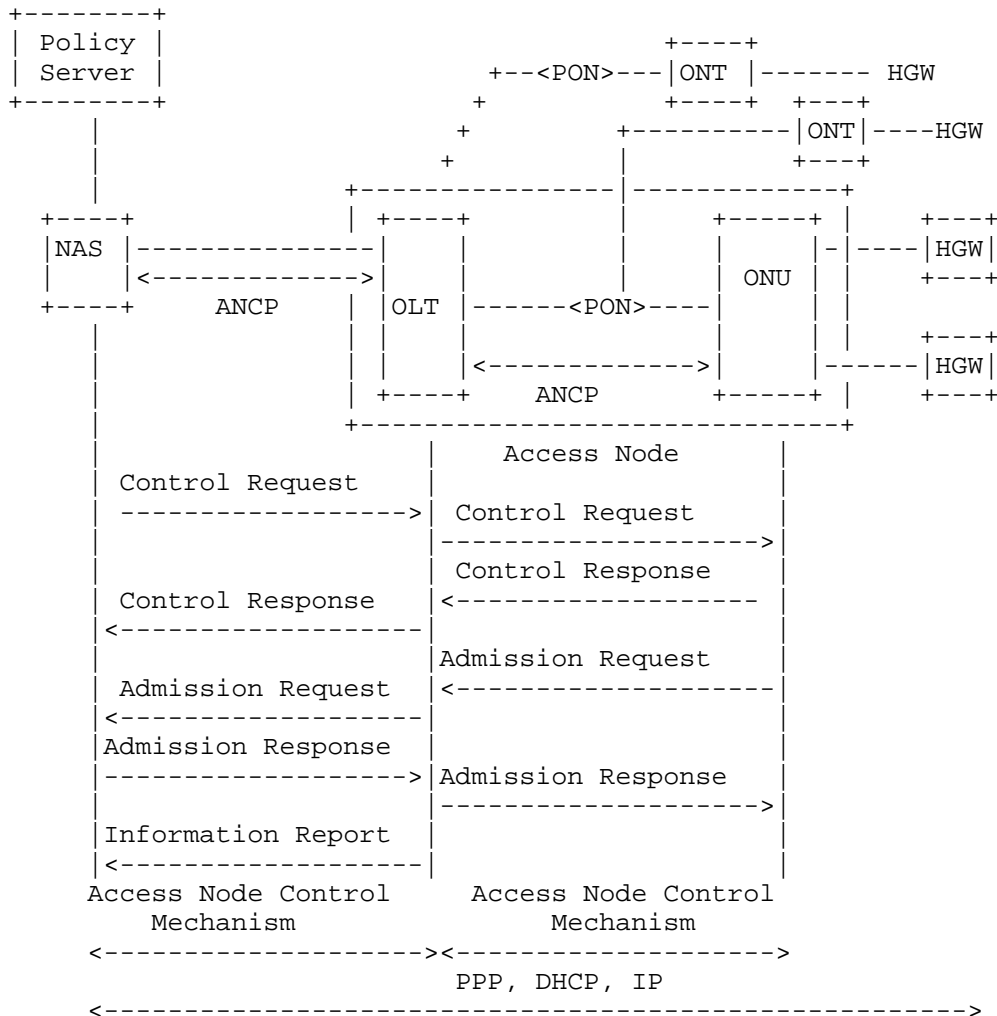 Policy
Server
+--<PON>---|ONT |------- HGW
|ONT|----HGW
|NAS |---------------| | | | |-|----|HGW|
| |<------------->| | | | ONU | | |
ANCP |OLT |------<PON>----|
|------|HGW|
|<------------->|
ANCP
Access Node
Control Request
Control Request
Control Response
Control Response
Admission Request
Admission Request
Admission Response
Admission Response
Information Report
Access Node Control Access Node Control
Mechanism Mechanism
PPP, DHCP, IP